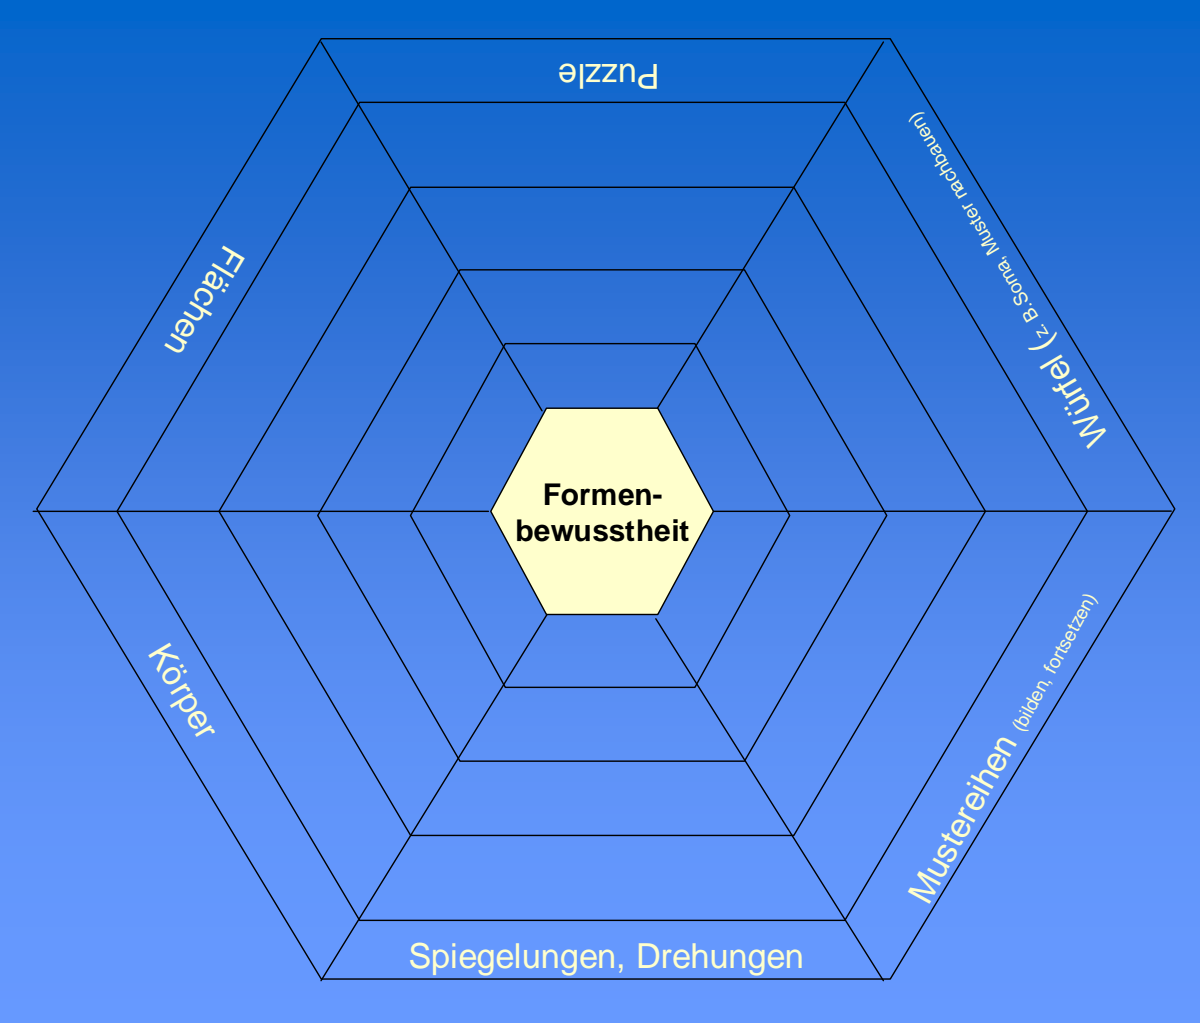 Puzzle
Würfel (z. B.Soma, Muster nachbauen)
Flächen
Formen-
bewusstheit
Körper
Mustereihen (bilden, fortsetzen)
Spiegelungen, Drehungen